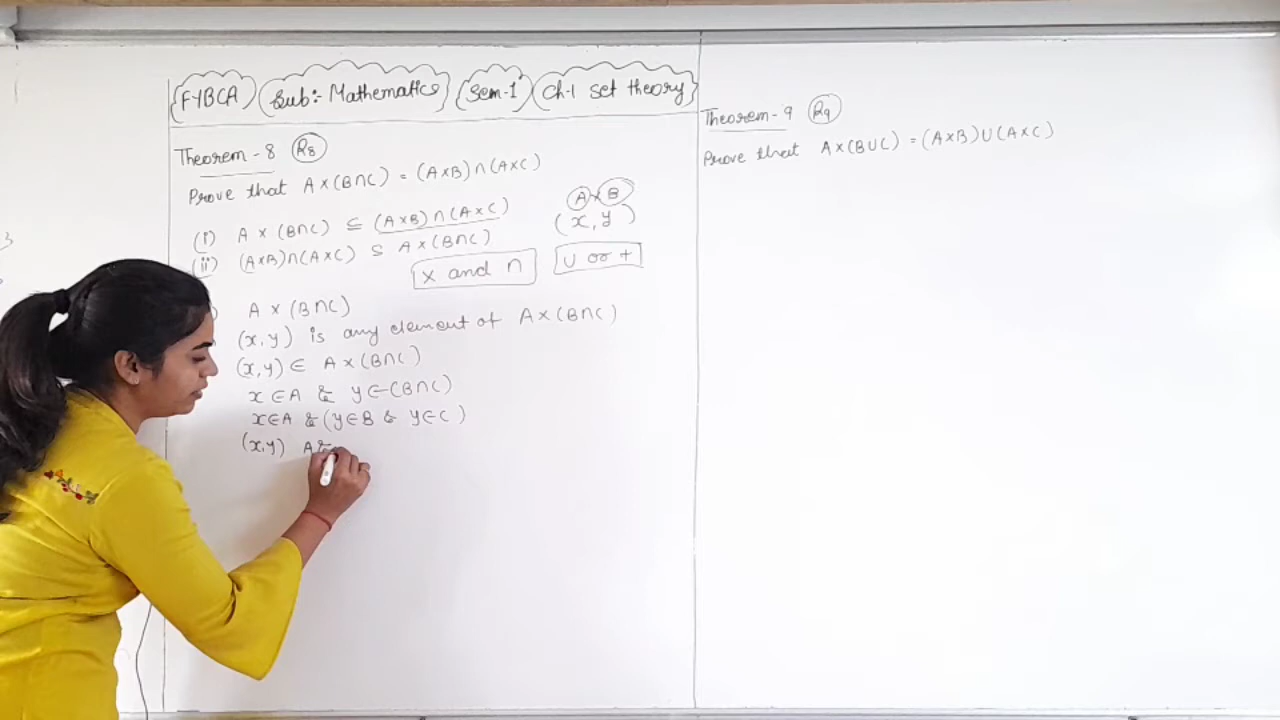 FYBCA Sub:- Mathematics Sem-1 Ch-1 set theory
Theorem - 8 R8
Prove that A×(B∩C) = (A×B)∩(A×C)
(i) A × (B∩C) ⊆ (A×B)∩(A×C)
(ii) (A×B)∩(A×C) ⊆ A×(B∩C)
A×B
(x, y)
× and ∩
∪ or +
A × (B∩C)
(x, y) is any element of A×(B∩C)
(x,y) ∈ A×(B∩C)
x∈A & y∈(B∩C)
x∈A & (y∈B & y∈C)
(x,y) A
Theorem - 9 R9
Prove that A×(B∪C) = (A×B)∪(A×C)